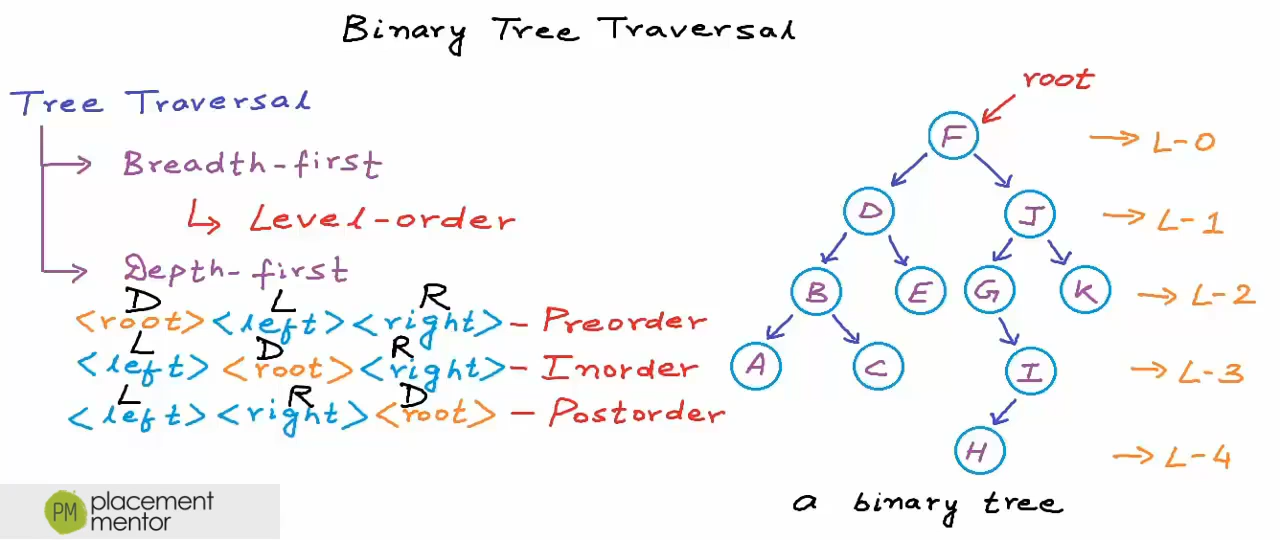 Binary Tree Traversal
Tree Traversal
Breadth-first
Level-order
Depth-first
D L R
<root><left><right> - Preorder
L D R
<left> <root> <right> - Inorder
L R D
<left> <right> <root> - Postorder
root
F
L-0
D J
L-1
B E G K
L-2
A C I
L-3
H
L-4
a binary tree
PM placement
mentor